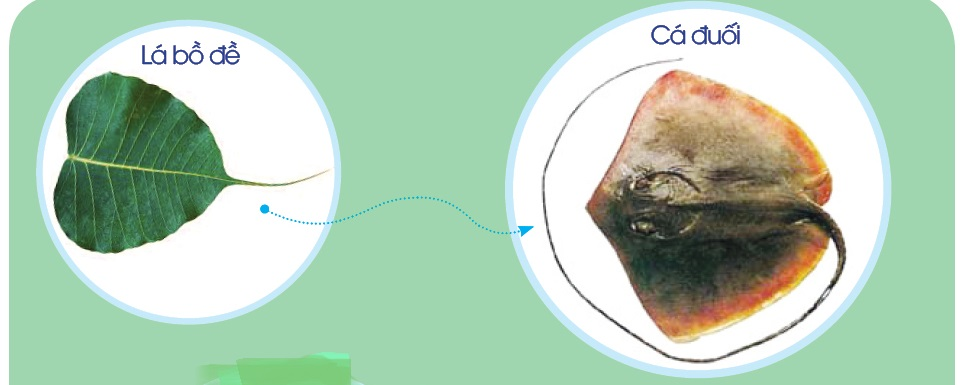 Lá bồ đề
Cá đuối